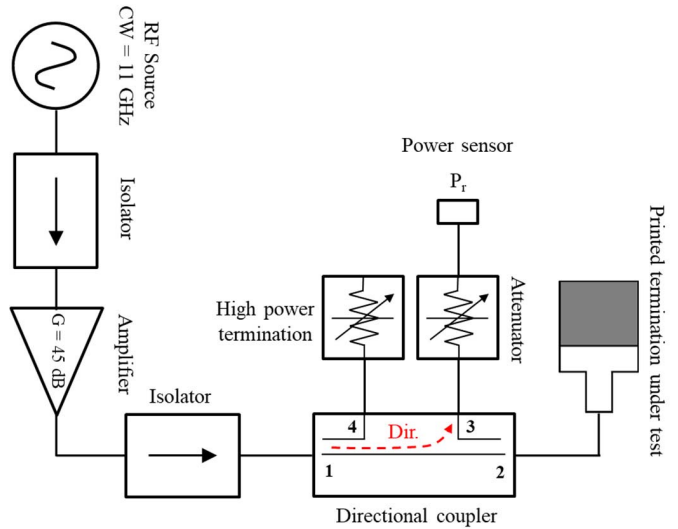 RF Source
CW = 11 GHz
Isolator
G = 45 dB
Amplifier
Isolator
Power sensor
Pr
High power
termination
Attenuator
Printed termination under test
4
Dir.
3
1
2
Directional coupler